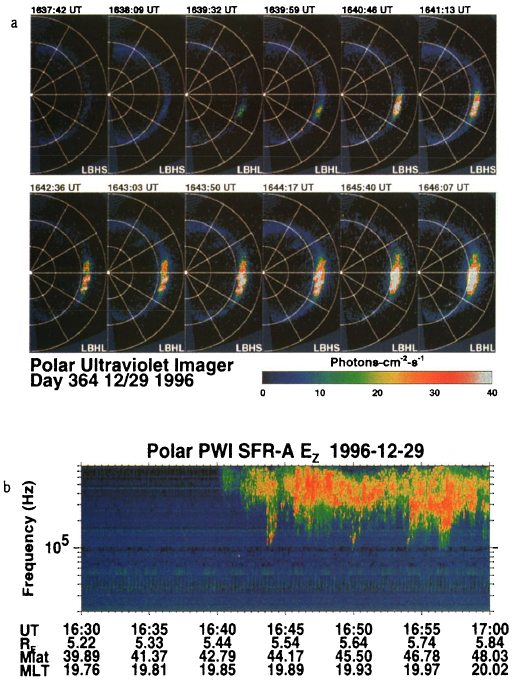 a
1637:42 UT 1638:09 UT 1639:32 UT 1639:59 UT 1640:46 UT 1641:13 UT
LBHS LBHS LBHL LBHL LBHS LBHS
1642:36 UT 1643:03 UT 1643:50 UT 1644:17 UT 1645:40 UT 1646:07 UT
LBHL LBHL LBHS LBHS LBHL LBHL
Polar Ultraviolet Imager
Day 364 12/29 1996
Photons-cm-2-s-1
0 10 20 30 40
b
Polar PWI SFR-A EZ 1996-12-29
Frequency (Hz)
105
UT 16:30 16:35 16:40 16:45 16:50 16:55 17:00
RE 5.22 5.33 5.44 5.54 5.64 5.74 5.84
Mlat 39.89 41.37 42.79 44.17 45.50 46.78 48.03
MLT 19.76 19.81 19.85 19.89 19.93 19.97 20.02